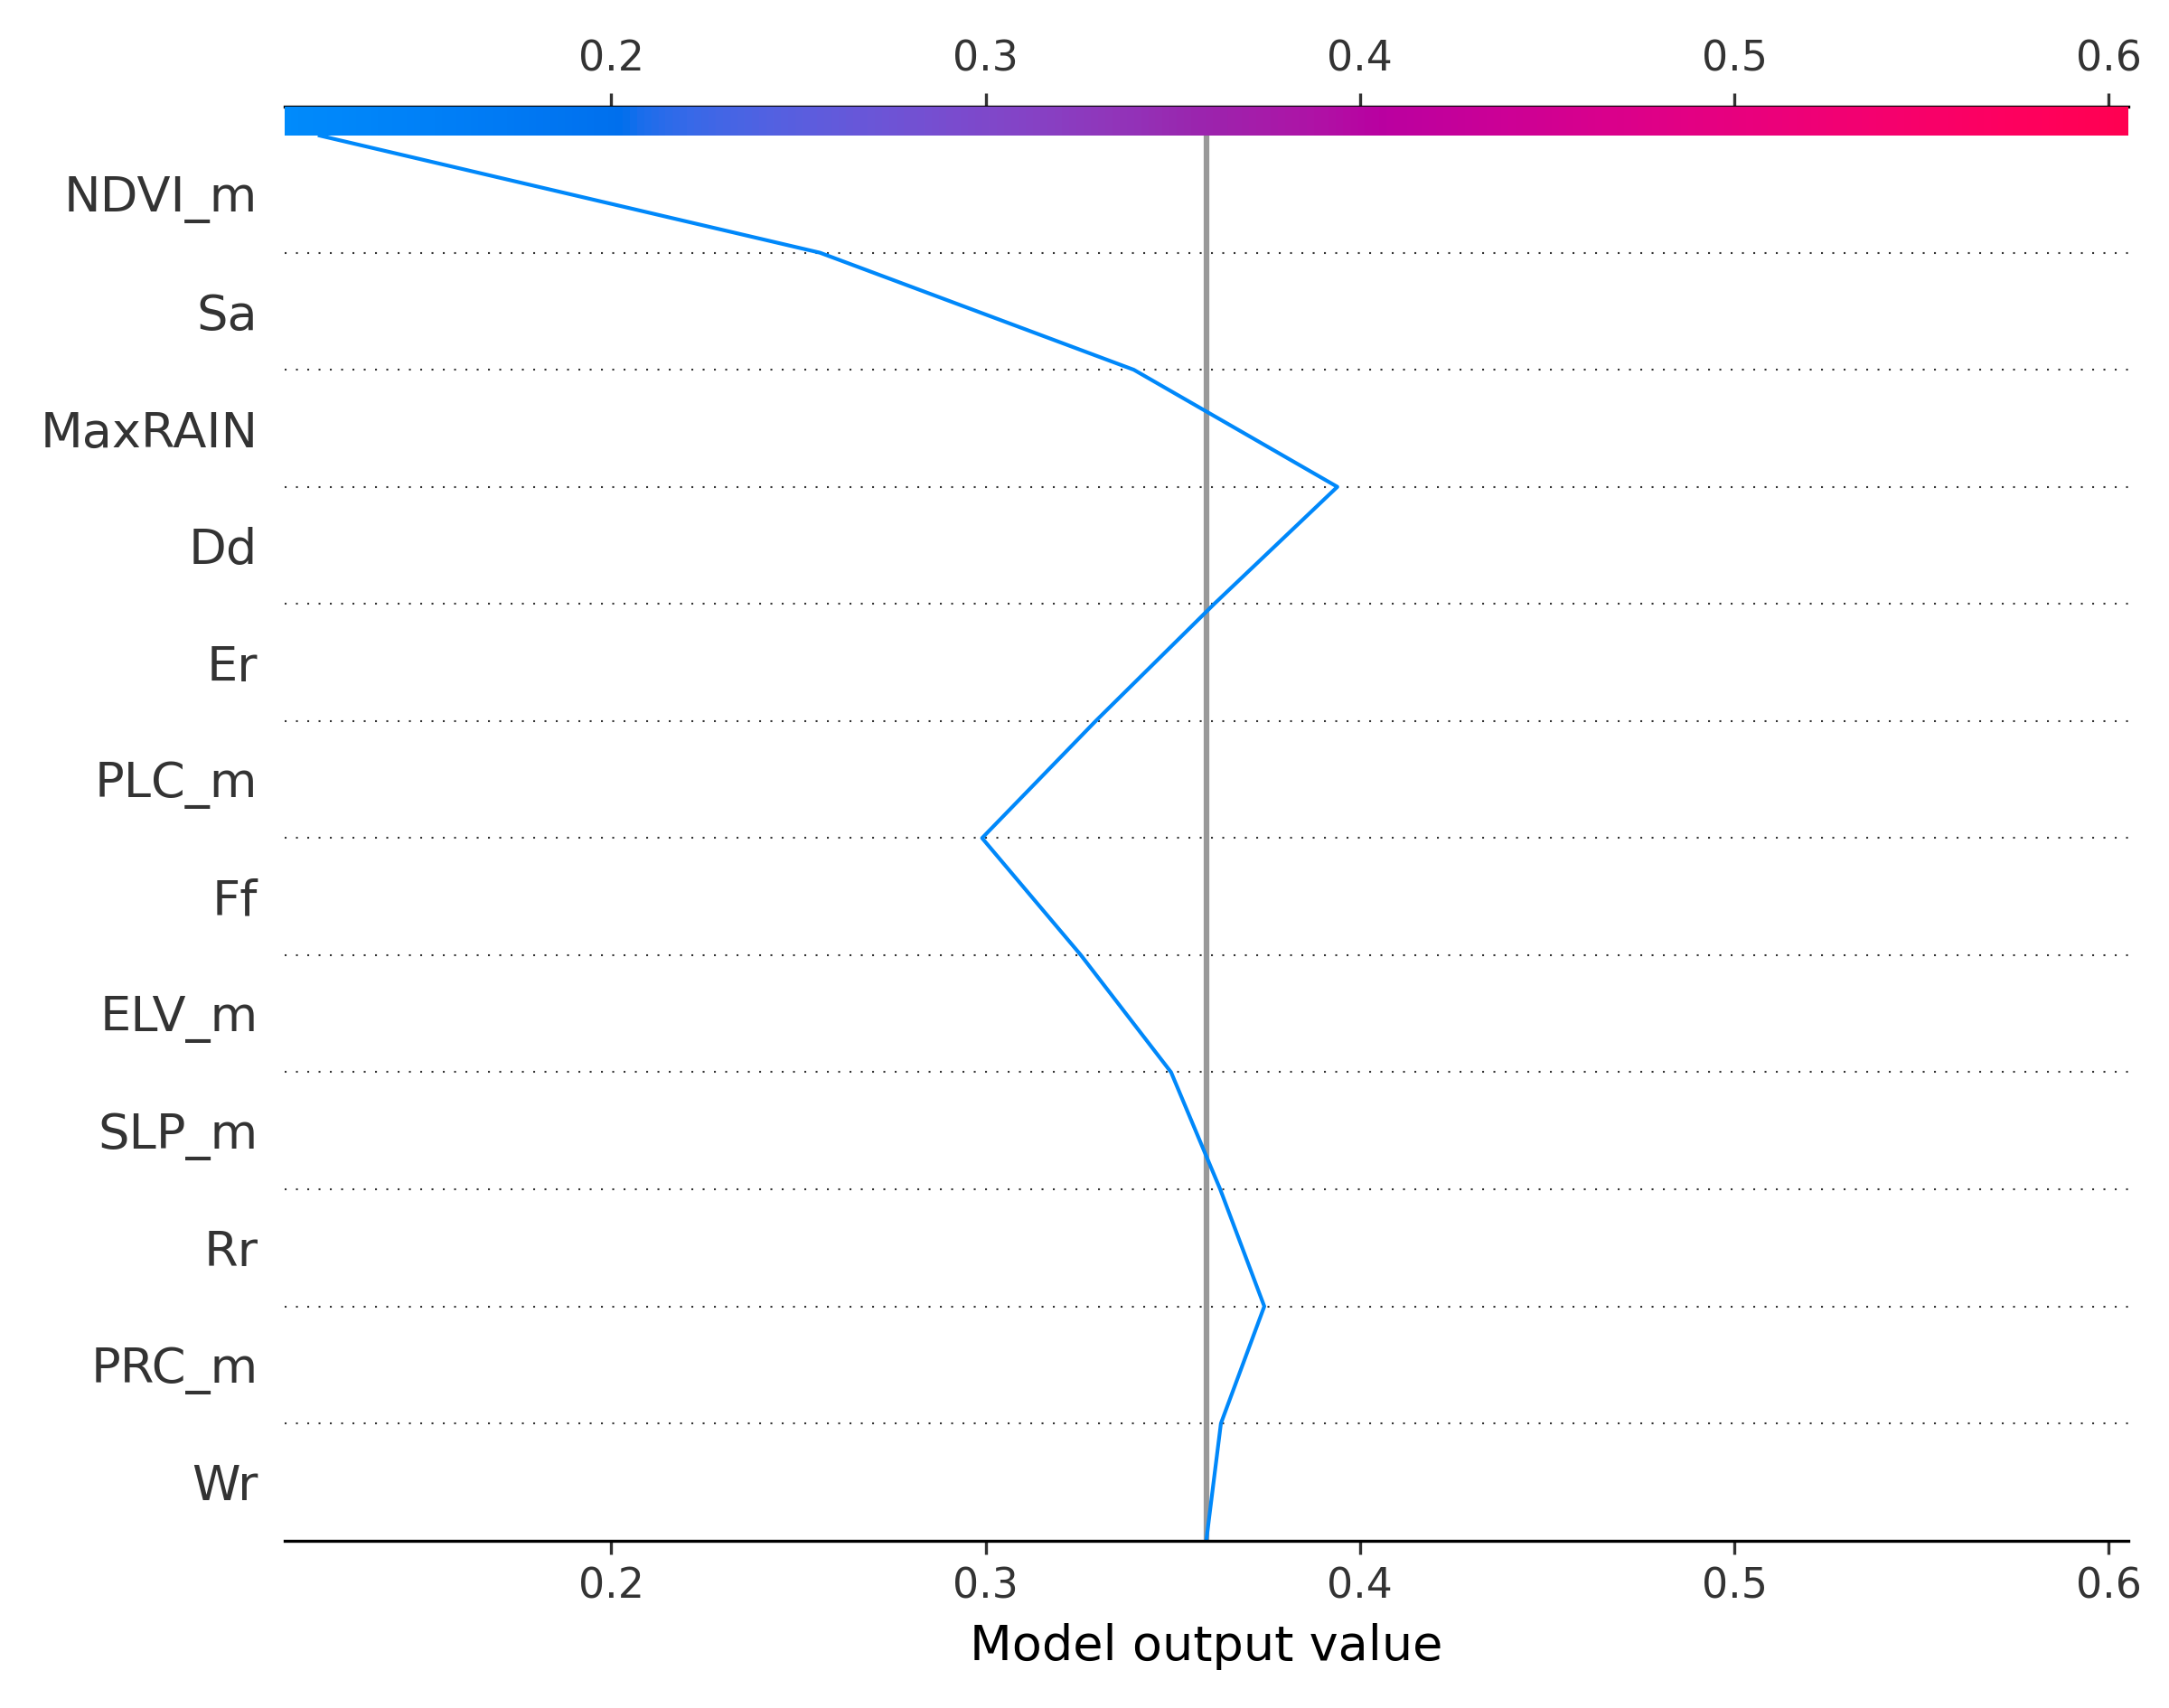 0.2 0.3 0.4 0.5 0.6
NDVI_m
Sa
MaxRAIN
Dd
Er
PLC_m
Ff
ELV_m
SLP_m
Rr
PRC_m
Wr
0.2 0.3 0.4 0.5 0.6
Model output value